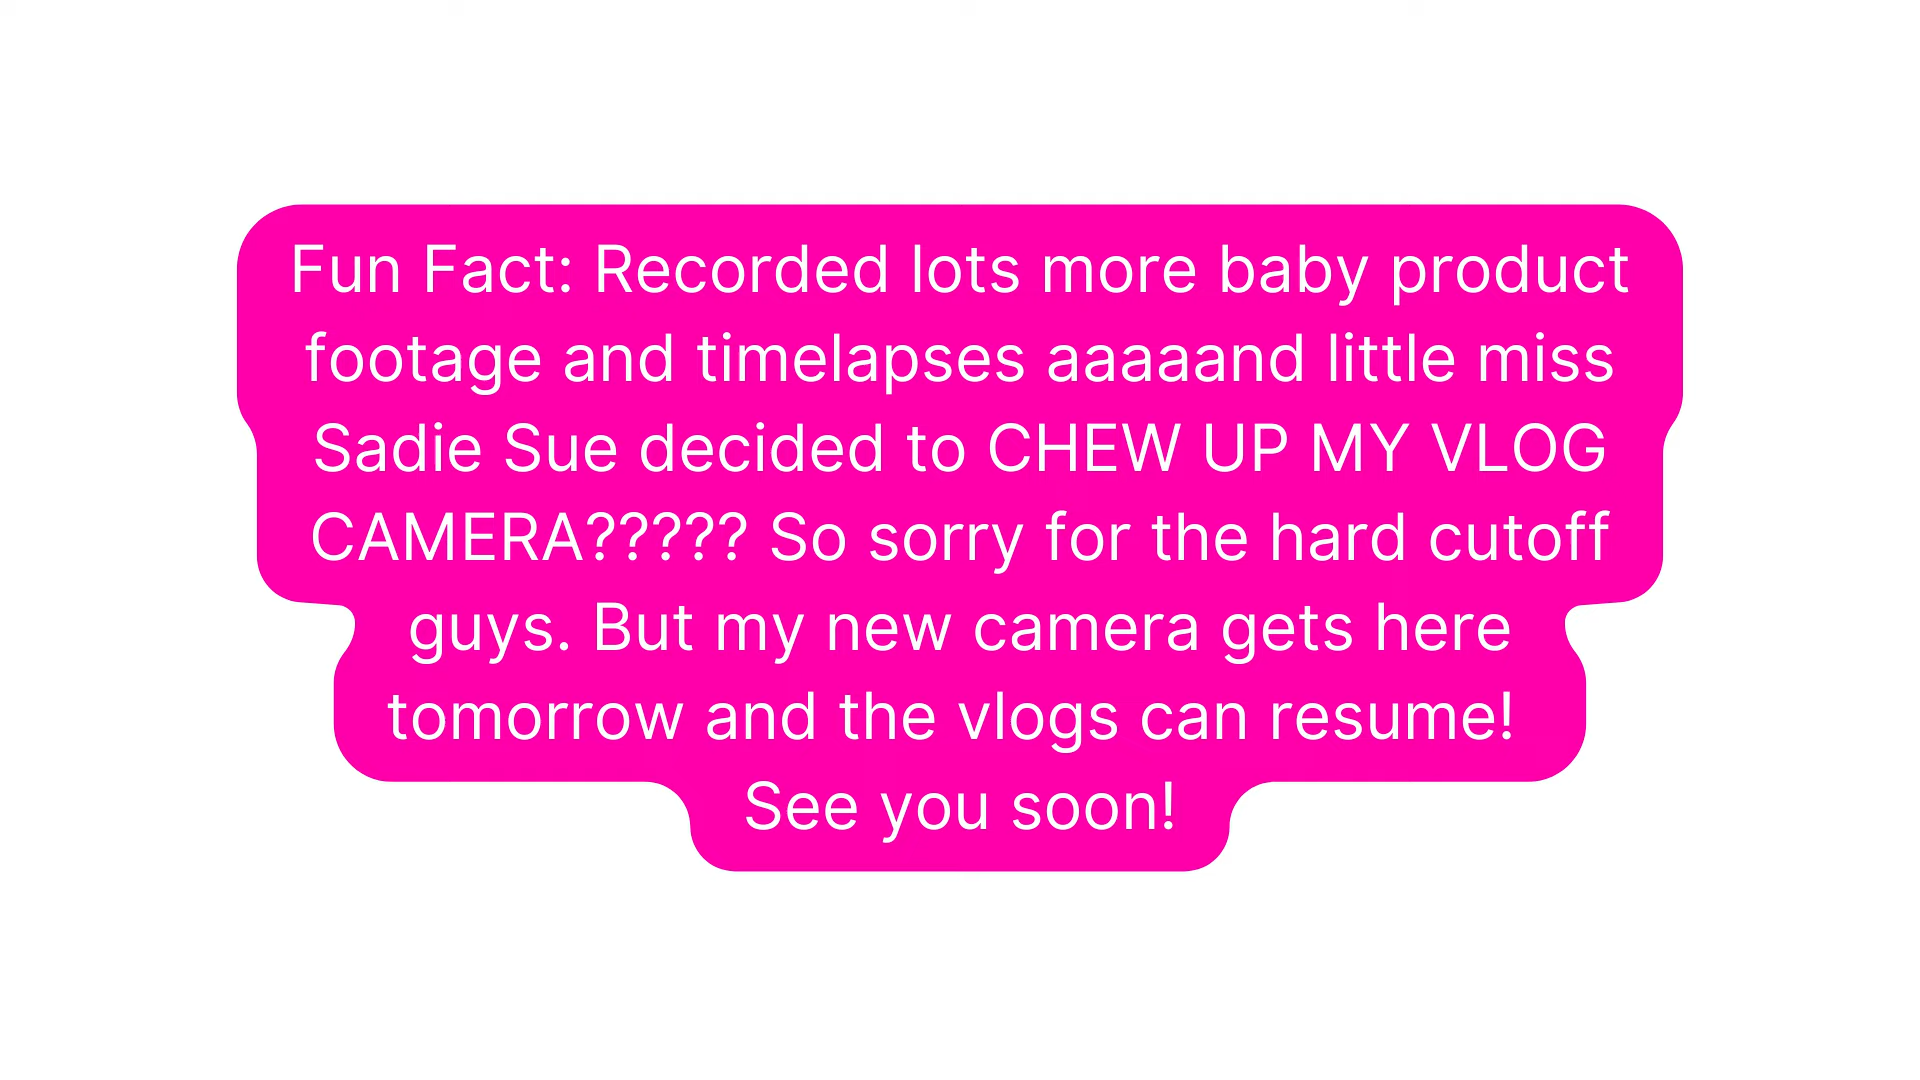 Fun Fact: Recorded lots more baby product
footage and timelapses aaaaand little miss
Sadie Sue decided to CHEW UP MY VLOG
CAMERA????? So sorry for the hard cutoff
guys. But my new camera gets here
tomorrow and the vlogs can resume!
See you soon!